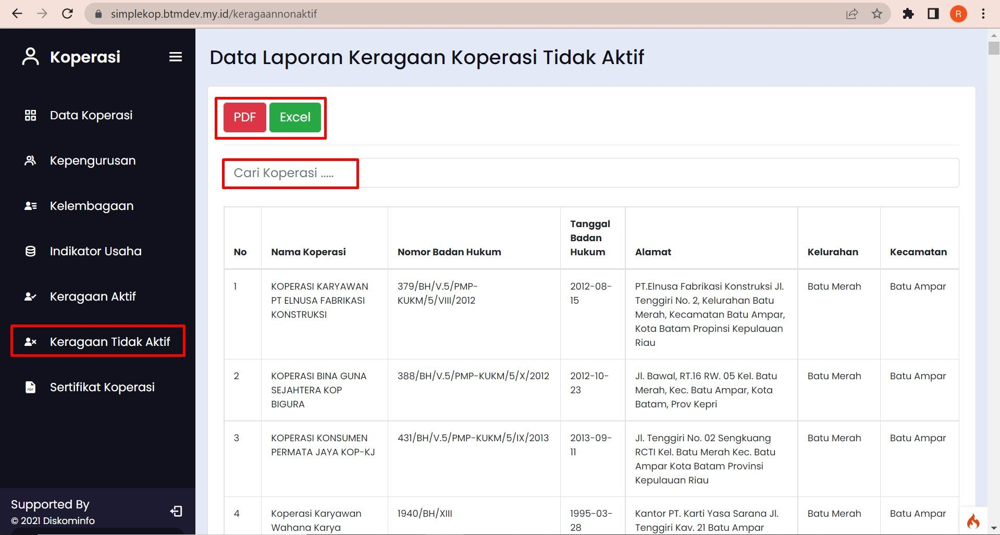 simplekop.btmdev.my.id/keragaannonaktif
R
Koperasi
Data Koperasi
Kepengurusan
Kelembagaan
Indikator Usaha
Keragaan Aktif
Keragaan Tidak Aktif
PDF
Sertifikat Koperasi
Supported By
© 2021 Diskominfo
Data Laporan Keragaan Koperasi Tidak Aktif
PDF Excel
Cari Koperasi .....
Tanggal
Badan
No Nama Koperasi Nomor Badan Hukum Hukum Alamat Kelurahan Kecamatan
1 KOPERASI KARYAWAN 379/BH/V.5/PMP- 2012-08- PT.Elnusa Fabrikasi Konstruksi Jl. Batu Merah Batu Ampar
PT ELNUSA FABRIKASI KUKM/5/VIII/2012 15 Tenggiri No. 2, Kelurahan Batu
KONSTRUKSI Merah, Kecamatan Batu Ampar,
Kota Batam Propinsi Kepulauan
Riau
2 KOPERASI BINA GUNA 388/BH/V.5/PMP-KUKM/5/X/2012 2012-10- Jl. Bawal, RT.16 RW. 05 Kel. Batu Batu Merah Batu Ampar
SEJAHTERA KOP 23 Merah, Kec. Batu Ampar, Kota
BIGURA Batam, Prov Kepri
3 KOPERASI KONSUMEN 431/BH/V.5/PMP-KUKM/5/IX/2013 2013-09- Jl. Tenggiri No. 02 Sengkuang Batu Merah Batu Ampar
PERMATA JAYA KOP-KJ 11 RCTI Kel. Batu Merah Kec. Batu
Ampar Kota Batam Provinsi
Kepulauan Riau
4 Koperasi Karyawan 1940/BH/XIII 1995-03- Kantor PT. Karti Yasa Sarana Jl. Batu Merah Batu Ampar
Wahana Karya 28 Tenggiri Kav. 21 Batu Ampar